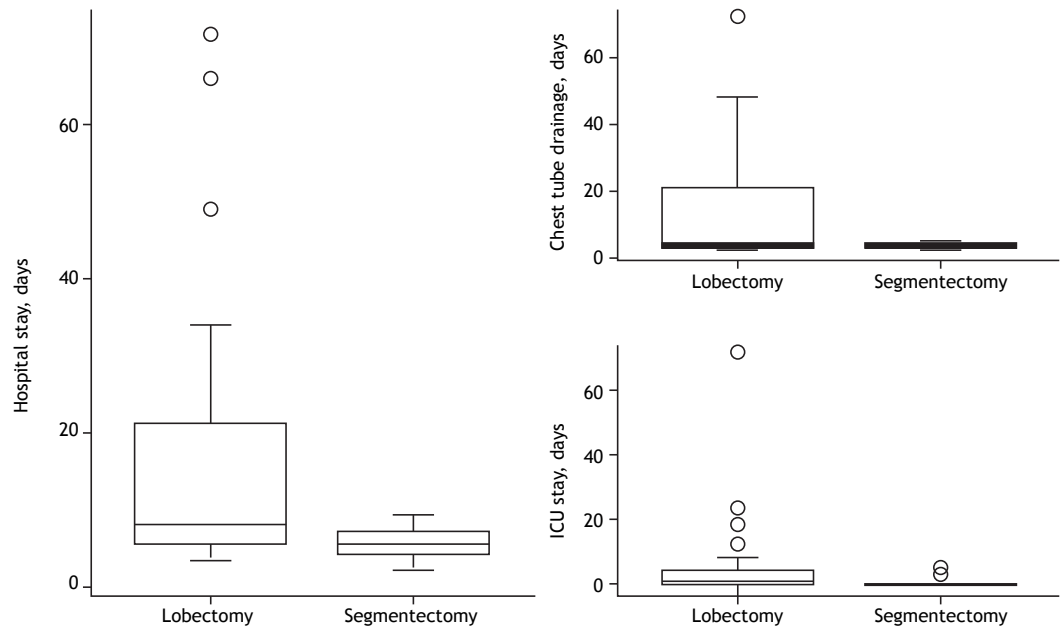 Hospital stay, days
60
40
20
0
Lobectomy Segmentectomy
Chest tube drainage, days
60
40
20
0
Lobectomy Segmentectomy
ICU stay, days
60
40
20
0
Lobectomy Segmentectomy